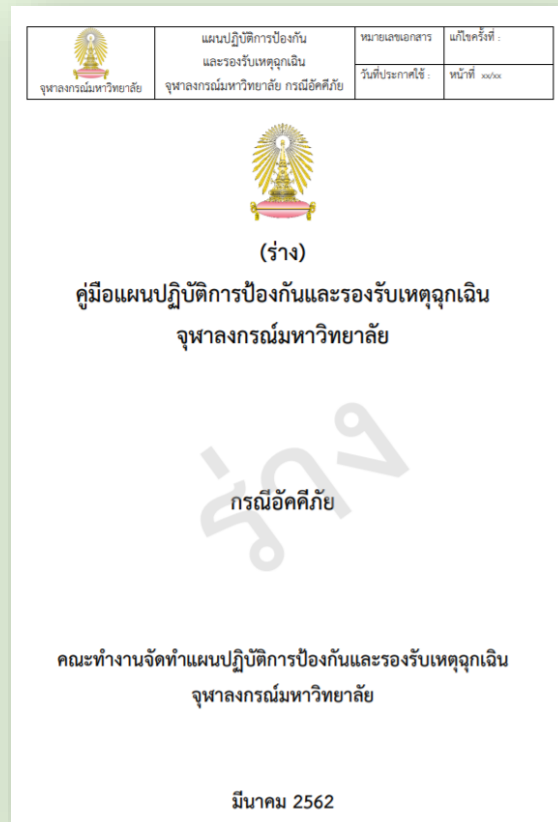 จุฬาลงกรณ์มหาวิทยาลัย
แผนปฏิบัติการป้องกัน
และรองรับเหตุฉุกเฉิน
จุฬาลงกรณ์มหาวิทยาลัย กรณีอัคคีภัย
หมายเลขเอกสาร
แก้ไขครั้งที่ :
วันที่ประกาศใช้ :
หน้าที่ xx/xx
(ร่าง)
คู่มือแผนปฏิบัติการป้องกันและรองรับเหตุฉุกเฉิน
จุฬาลงกรณ์มหาวิทยาลัย
ร่าง
กรณีอัคคีภัย
คณะทำงานจัดทำแผนปฏิบัติการป้องกันและรองรับเหตุฉุกเฉิน
จุฬาลงกรณ์มหาวิทยาลัย
มีนาคม 2562